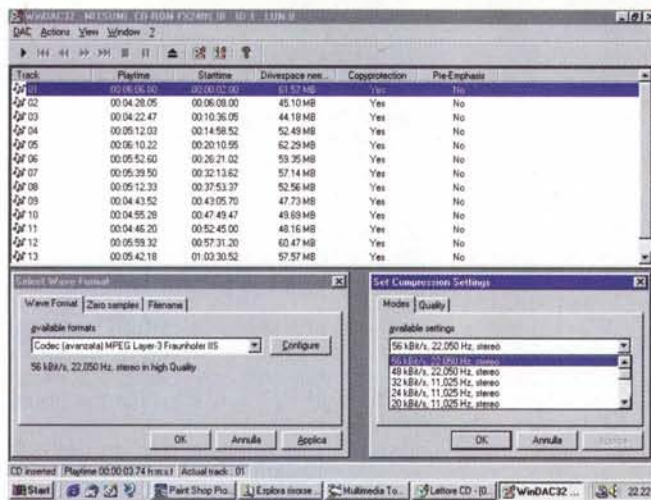 WinDAC32 - MITSUMI CD-ROM
DAC Actions View Window ?
Track Playtime Starttime Drivespace nee... Copyprotection Pre-Emphasis
01 00:06:06.00 00:00:02.00 61.57 MB Yes No
02 00:04:28.05 00:06:08.00 45.10 MB Yes No
03 00:04:22.47 00:10:36.05 44.18 MB Yes No
04 00:05:12.03 00:14:58.52 52.49 MB Yes No
05 00:06:10.22 00:20:10.55 62.29 MB Yes No
06 00:05:52.60 00:26:21.02 59.35 MB Yes No
07 00:05:39.50 00:32:13.62 57.14 MB Yes No
08 00:05:12.33 00:37:53.37 52.56 MB Yes No
09 00:04:43.52 00:43:05.70 47.73 MB Yes No
10 00:04:55.28 00:47:49.47 49.69 MB Yes No
11 00:04:46.20 00:52:45.00 48.16 MB Yes No
12 00:05:59.32 00:57:31.20 60.47 MB Yes No
13 00:05:42.18 01:03:30.52 57.57 MB Yes No
Select Wave Format
Wave Format Zero samples Filename
available formats
Codec (avanzata) MPEG Layer-3 Fraunhofer IIS
Configure
56 kBit/s, 22,050 Hz, stereo in high Quality
OK Annulla Applica
Set Compression Settings
Modes Quality
available settings
56 kBit/s, 22,050 Hz, stereo
56 kBit/s, 22,050 Hz, stereo
48 kBit/s, 22,050 Hz, stereo
32 kBit/s, 11,025 Hz, stereo
24 kBit/s, 11,025 Hz, stereo
20 kBit/s, 11,025 Hz, stereo
OK Annulla Applica
CD inserted Playtime 00:00:03.74 h:m:s.f Actual track : 01
Start Paint Shop Pro... Esplora risorse... Multimedia To... Lettore CD - [0... WinDAC32 ... 22.22